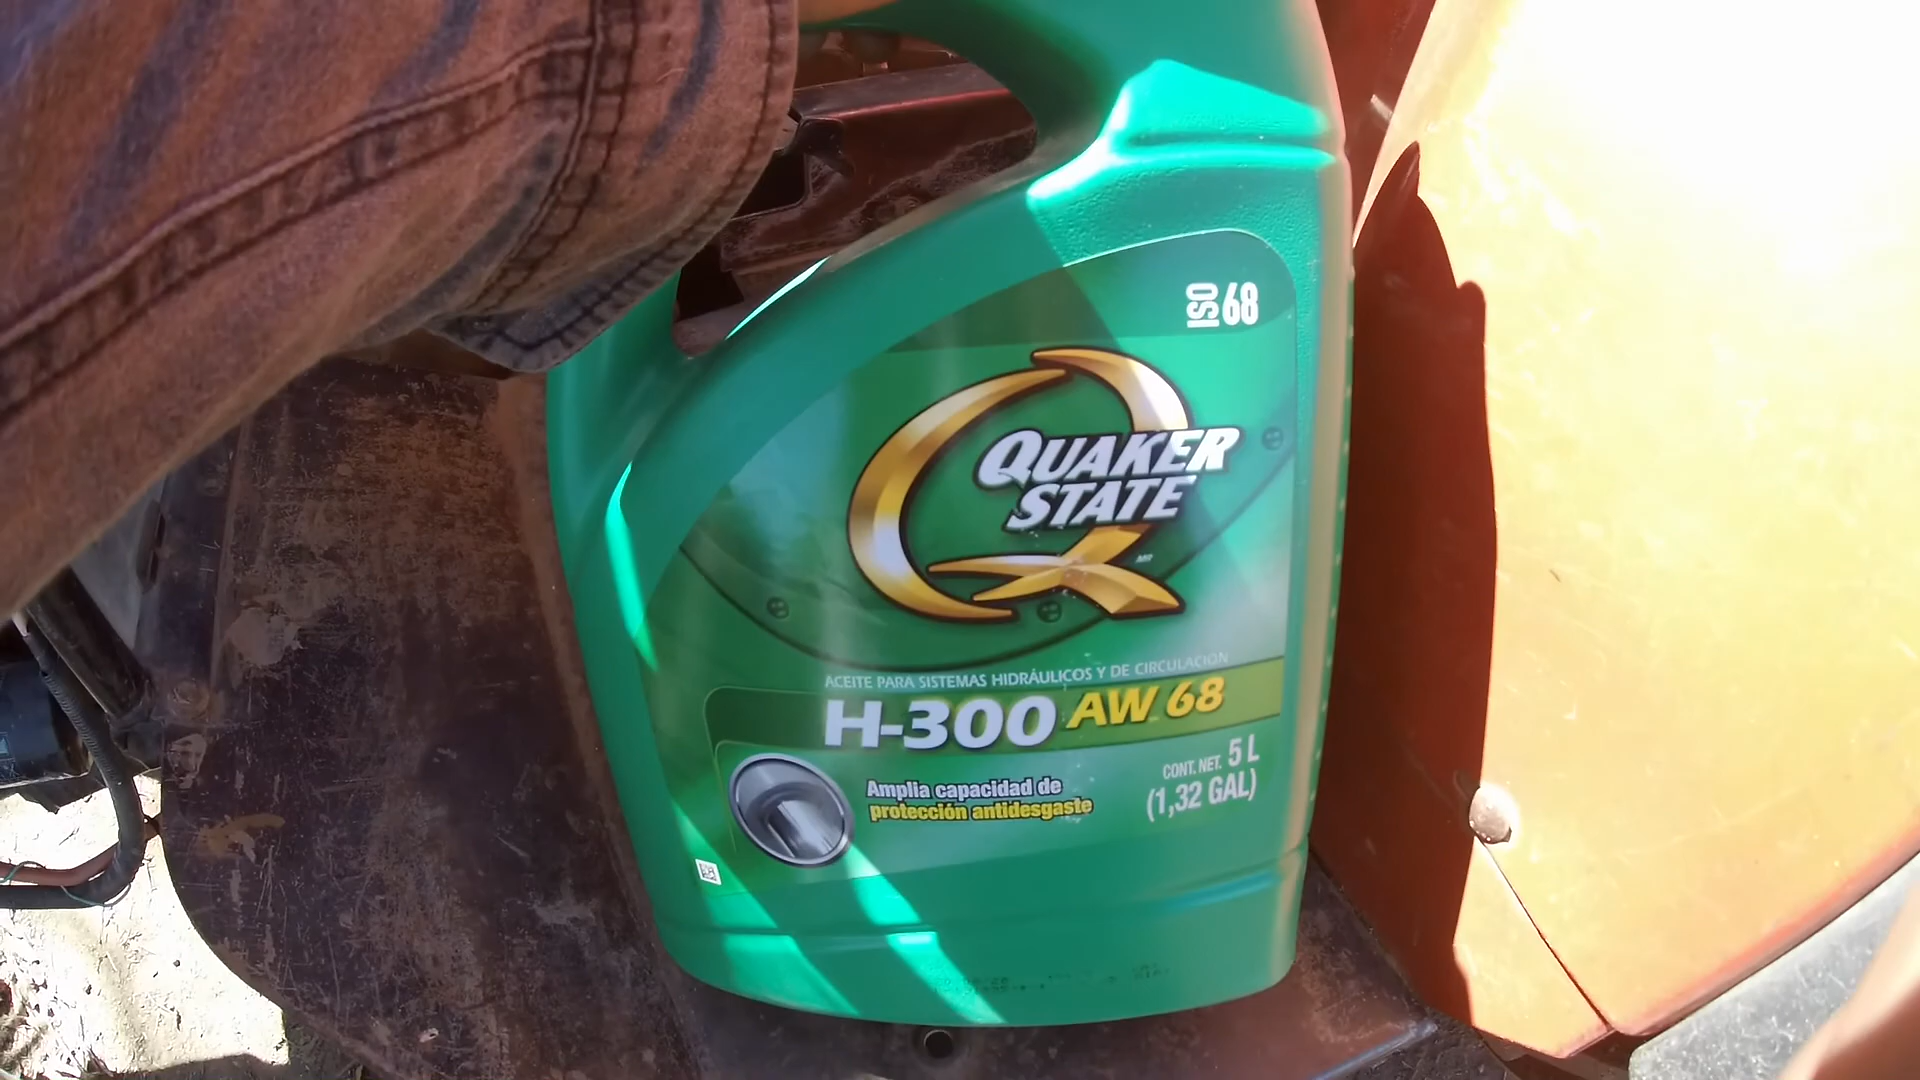 ISO 68
QUAKER
STATE
MR
ACEITE PARA SISTEMAS HIDRÁULICOS Y DE CIRCULACIÓN
H-300 AW 68
Amplia capacidad de
protección antidesgaste
CONT. NET. 5 L
(1,32 GAL)